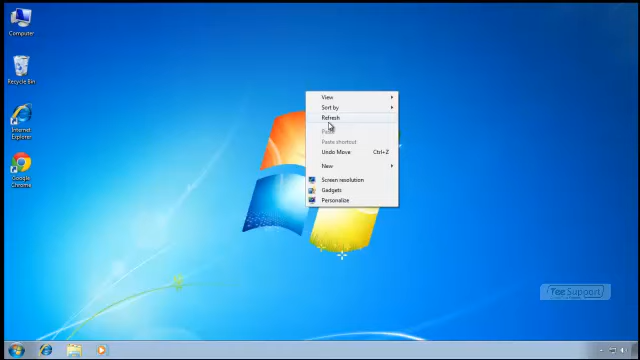 Computer
Recycle Bin
Internet
Explorer
Google
Chrome
View
Sort by
Refresh
Paste
Paste shortcut
Undo Move Ctrl+Z
New
Screen resolution
Gadgets
Personalize
Tee Support